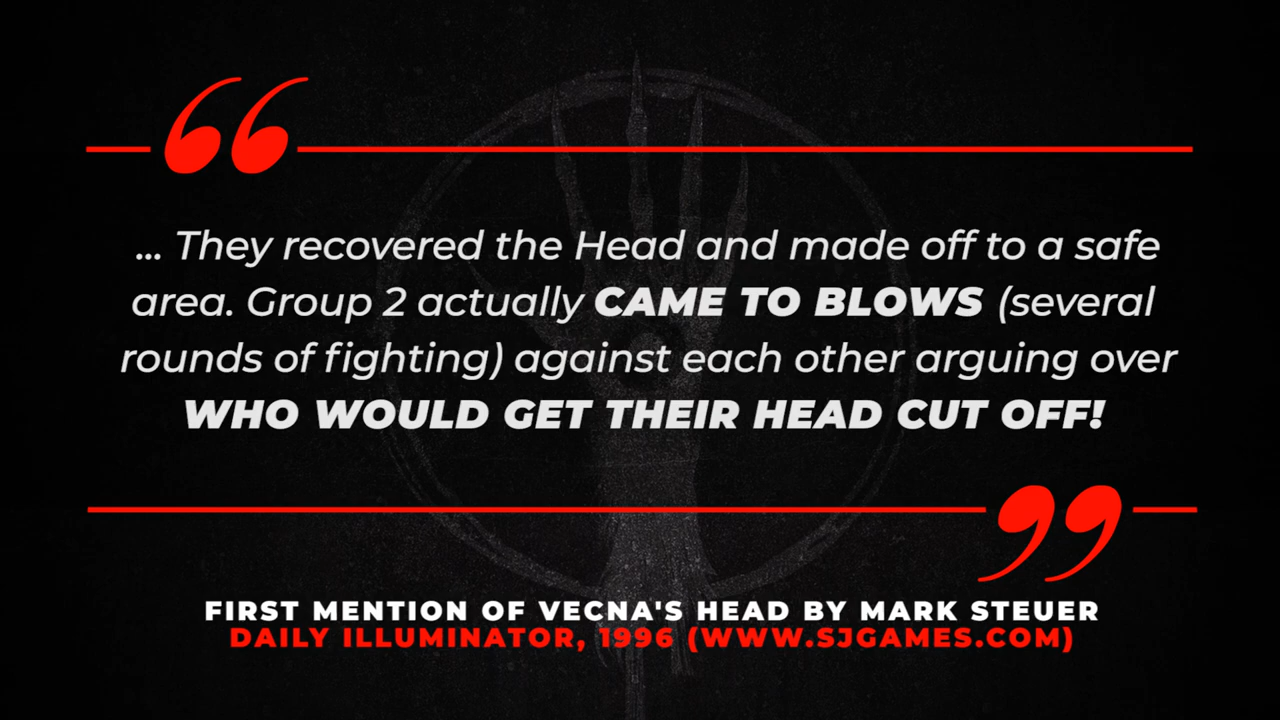 “
... They recovered the Head and made off to a safe
area. Group 2 actually CAME TO BLOWS (several
rounds of fighting) against each other arguing over
WHO WOULD GET THEIR HEAD CUT OFF!
”
FIRST MENTION OF VECNA'S HEAD BY MARK STEUER
DAILY ILLUMINATOR, 1996 (WWW.SJGAMES.COM)